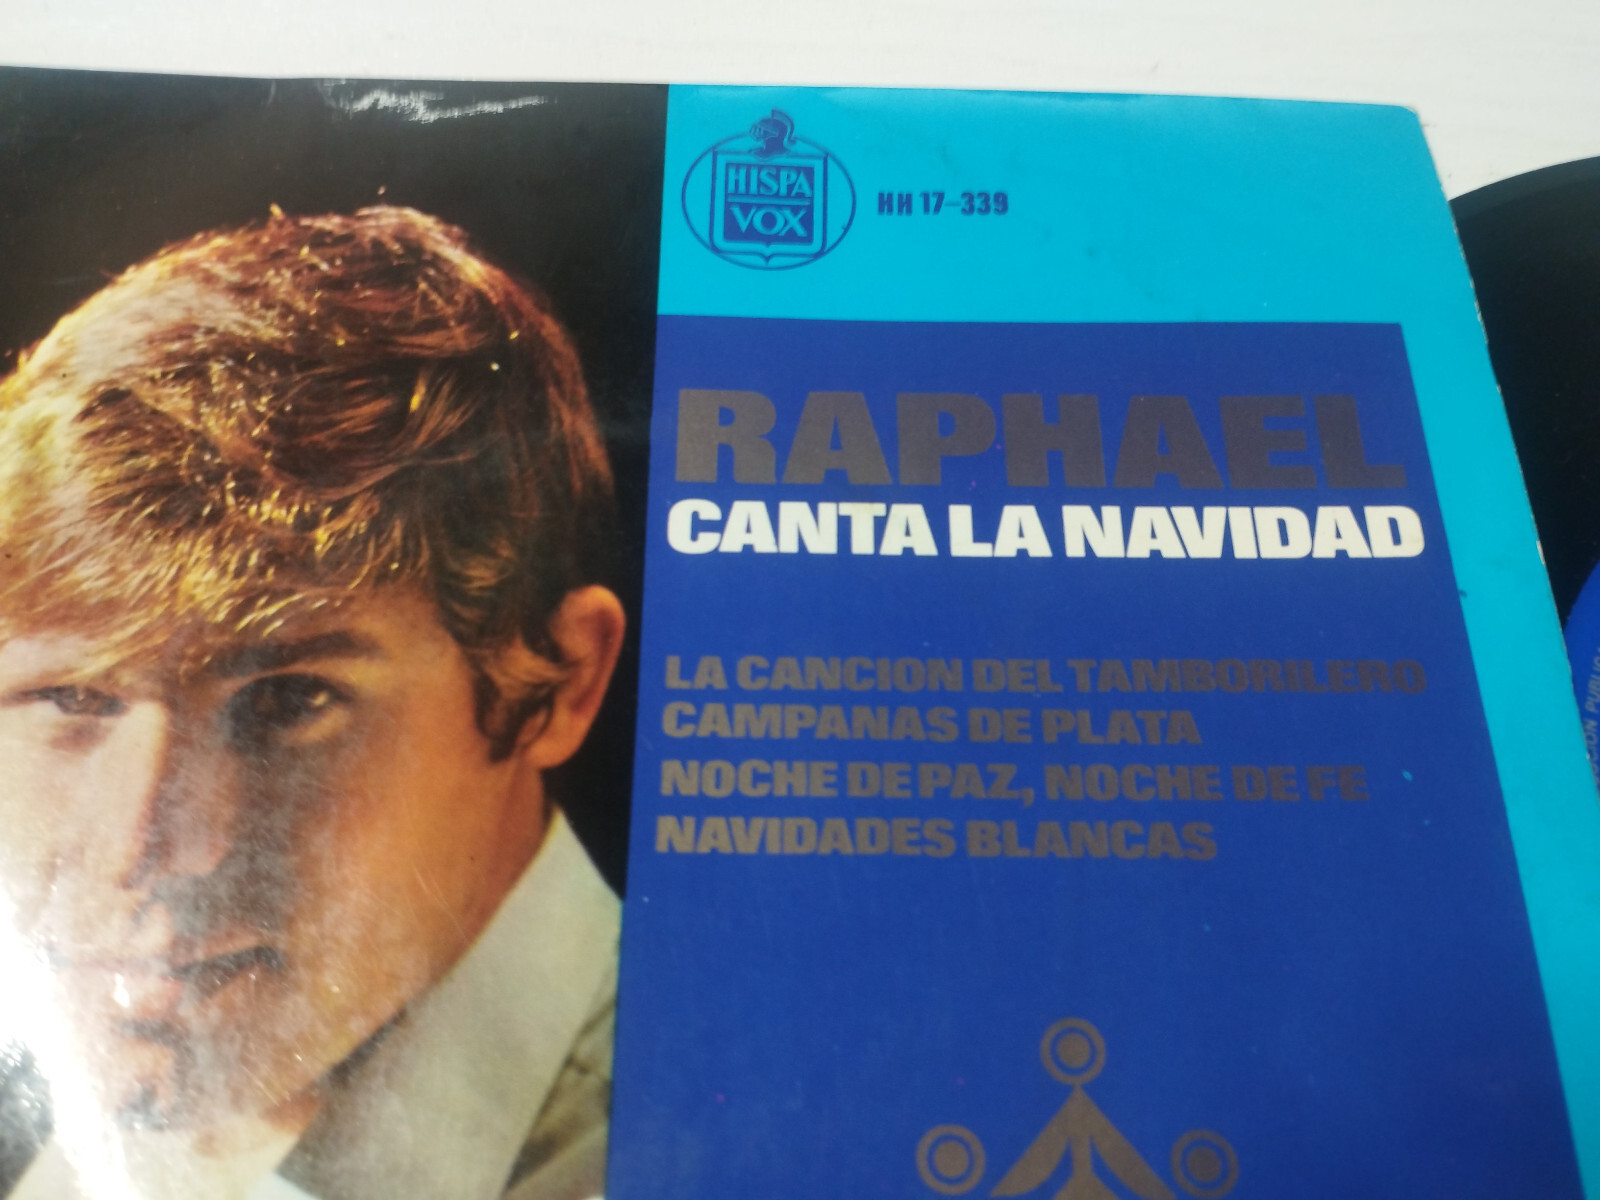 HISPA
VOX
HH 17-339
RAPHAEL
CANTA LA NAVIDAD
LA CANCION DEL TAMBORILERO
CAMPANAS DE PLATA
NOCHE DE PAZ, NOCHE DE FE
NAVIDADES BLANCAS